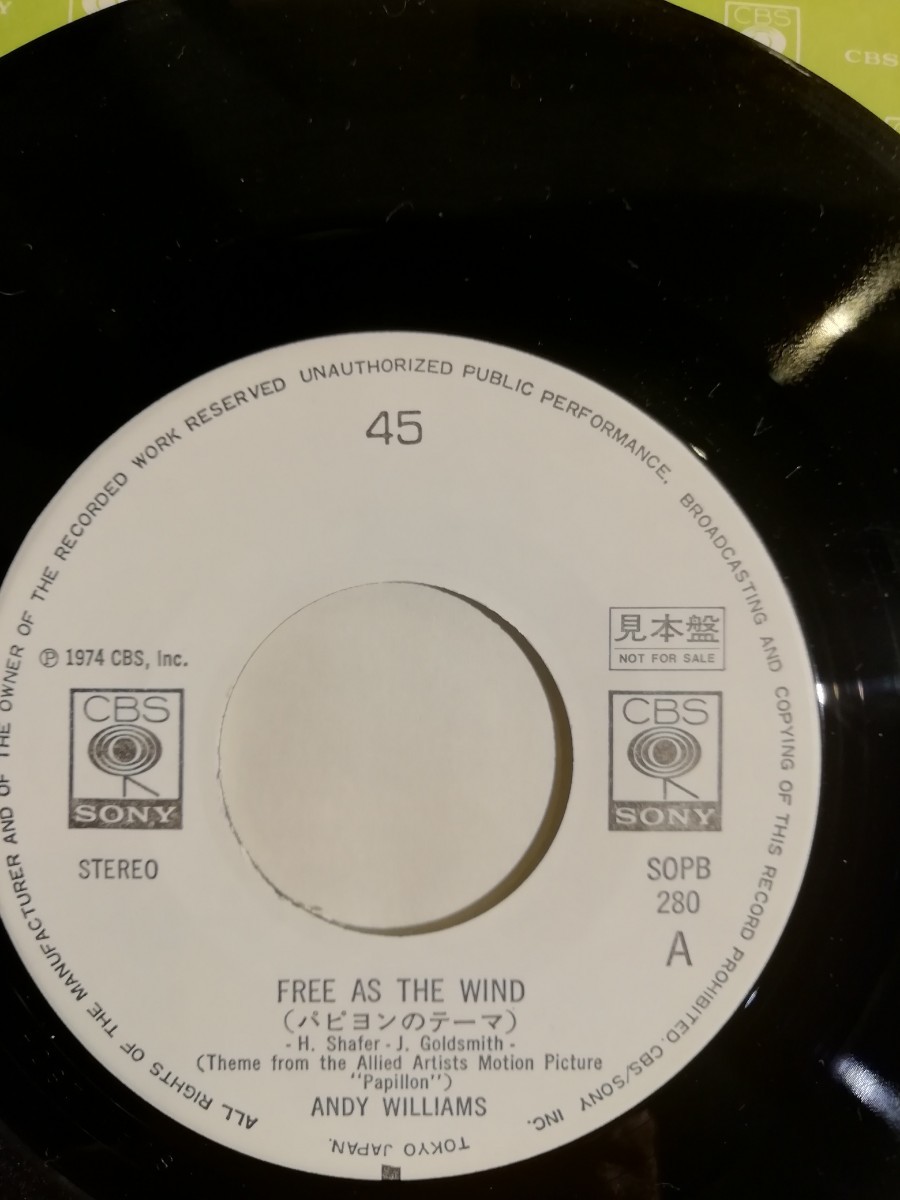 CBS
CBS
ALL RIGHTS OF THE MANUFACTURER AND OF THE OWNER OF THE RECORDED WORK RESERVED UNAUTHORIZED PUBLIC PERFORMANCE, BROADCASTING AND COPYING OF THIS RECORD PROHIBITED. CBS/SONY INC.
TOKYO JAPAN.
45
見本盤
NOT FOR SALE
Ⓟ 1974 CBS, Inc.
CBS
SONY
CBS
SONY
STEREO
SOPB
280
A
FREE AS THE WIND
(パピヨンのテーマ)
- H. Shafer - J. Goldsmith -
(Theme from the Allied Artists Motion Picture
"Papillon")
ANDY WILLIAMS